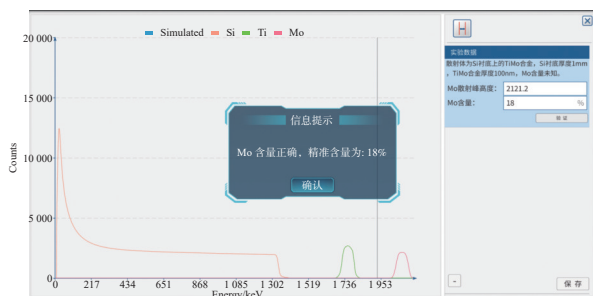 Simulated Si Ti Mo
20 000
15 000
10 000
5 000
0
Counts
0 217 434 651 868 1 085 1 302 1 519 1 736 1 953
Energy/keV
信息提示
Mo 含量正确，精准含量为: 18%
确认
H
实验数据
散射体为Si衬底上的TiMo合金，Si衬底厚度1mm
，TiMo合金厚度100nm，Mo含量未知。
Mo散射峰高度： 2121.2
Mo含量： 18 %
验 证
-
保 存